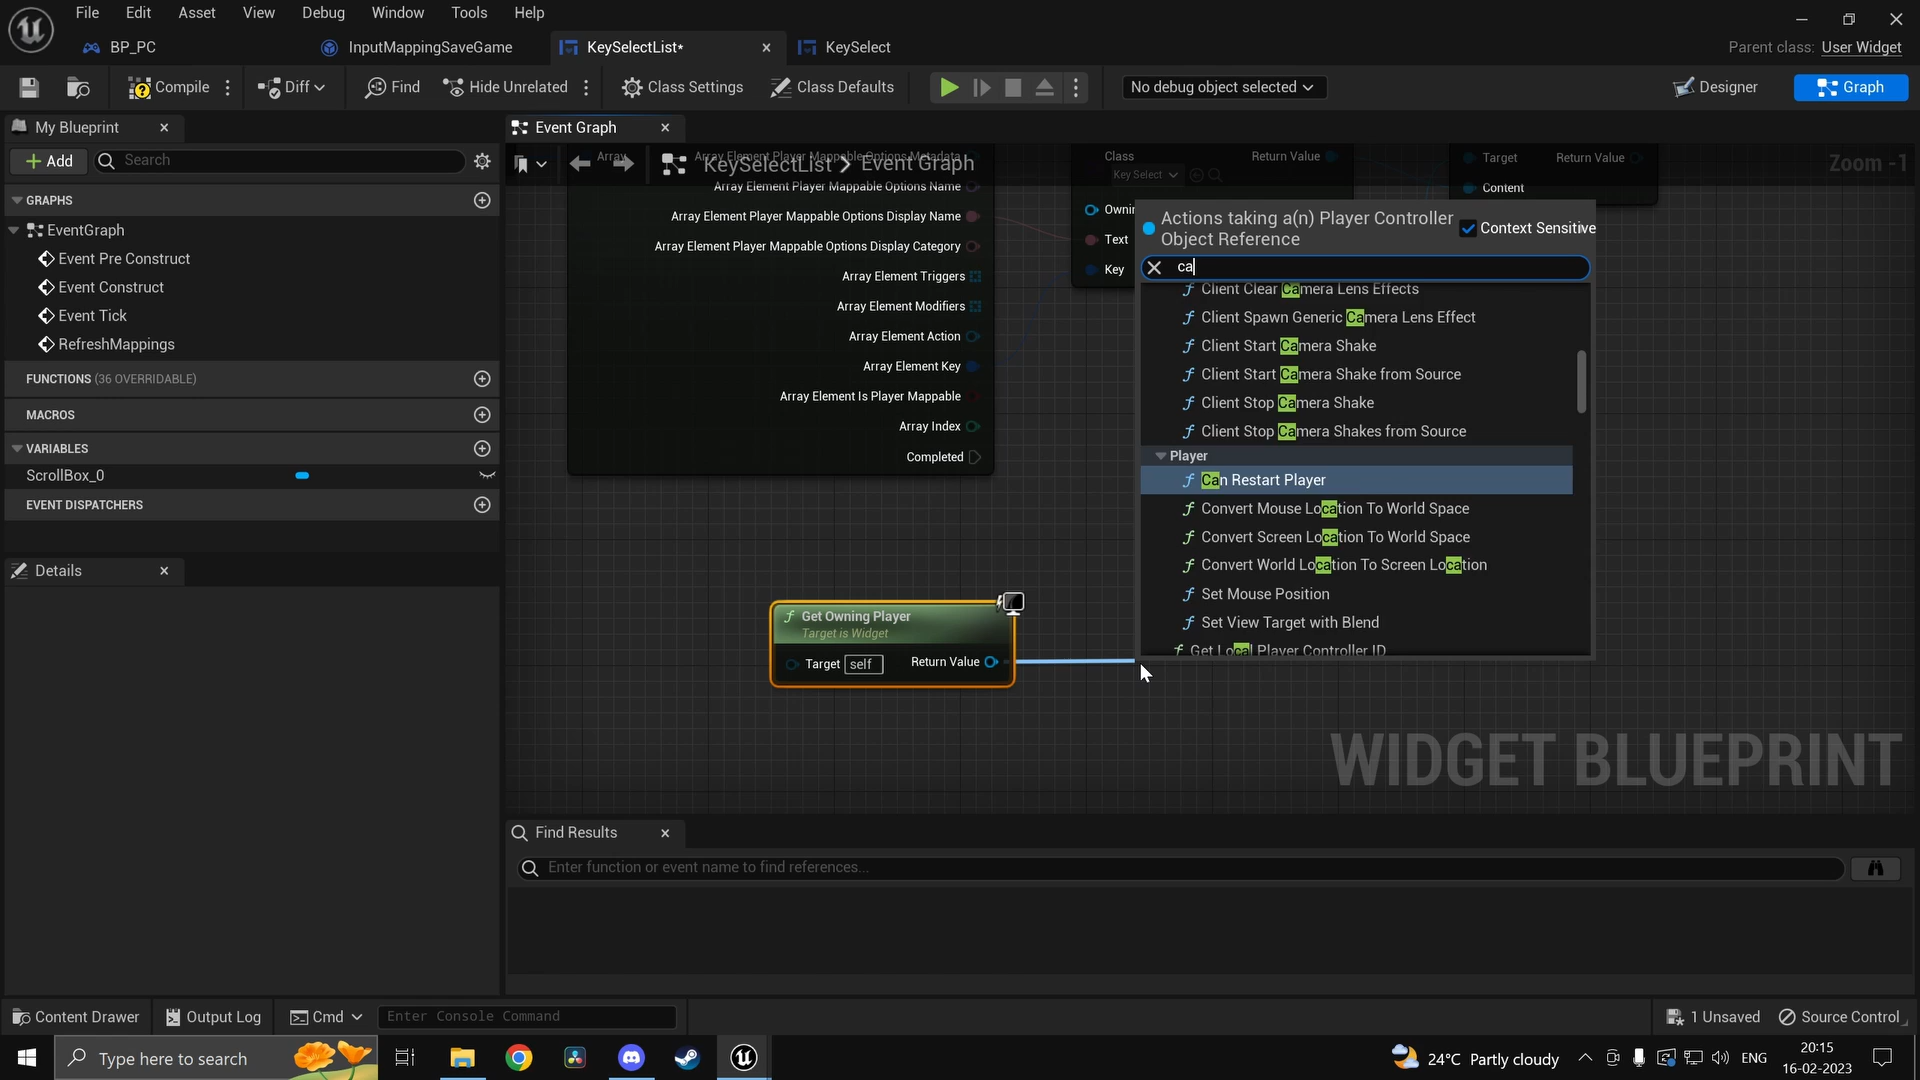 File Edit Asset View Debug Window Tools Help
BP_PC InputMappingSaveGame KeySelectList* KeySelect Parent class: User Widget
Compile Diff Find Hide Unrelated Class Settings Class Defaults No debug object selected Designer Graph
My Blueprint
Event Graph
Add Search
KeySelectList > Event Graph Zoom -1
GRAPHS
EventGraph
Event Pre Construct
Event Construct
Event Tick
RefreshMappings
FUNCTIONS (36 OVERRIDABLE)
MACROS
VARIABLES
ScrollBox_0
EVENT DISPATCHERS
Details
Array Array Element Player Mappable Options Metadata
Array Element Player Mappable Options Name
Array Element Player Mappable Options Display Name
Array Element Player Mappable Options Display Category
Array Element Triggers
Array Element Modifiers
Array Element Action
Array Element Key
Array Element Is Player Mappable
Array Index
Completed
Class Return Value
Key Select
Text
Key
Target Return Value
Content
Actions taking a(n) Player Controller
Object Reference
Context Sensitive
ca
Client Clear Camera Lens Effects
Client Spawn Generic Camera Lens Effect
Client Start Camera Shake
Client Start Camera Shake from Source
Client Stop Camera Shake
Client Stop Camera Shakes from Source
Player
Can Restart Player
Convert Mouse Location To World Space
Convert Screen Location To World Space
Convert World Location To Screen Location
Set Mouse Position
Set View Target with Blend
Get Local Player Controller ID
Get Owning Player
Target is Widget
Target self Return Value
WIDGET BLUEPRINT
Find Results
Enter function or event name to find references...
Content Drawer Output Log Cmd Enter Console Command 1 Unsaved Source Control
Type here to search 24°C Partly cloudy ENG 20:15
16-02-2023